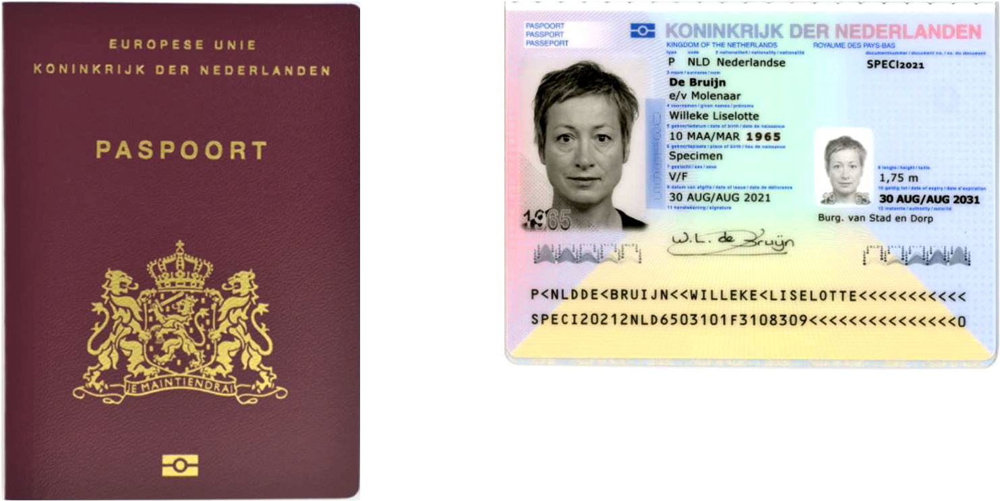 EUROPESE UNIE
KONINKRIJK DER NEDERLANDEN
PASPOORT
JE MAINTIENDRAI
PASPOORT
PASSPORT
PASSEPORT
KONINKRIJK DER NEDERLANDEN
KINGDOM OF THE NETHERLANDS ROYAUME DES PAYS-BAS
type code 2 nationaliteit / nationality / nationalité documentnummer / document no. / no. du document
P NLD Nederlandse SPECI2021
3 naam / surname / nom
De Bruijn
e/v Molenaar
4 voornamen / given names / prénoms
Willeke Liselotte
5 geboortedatum / date of birth / date de naissance
10 MAA/MAR 1965
6 geboorteplaats / place of birth / lieu de naissance
Specimen
7 geslacht / sex / sexe 8 lengte / height / taille
V/F 1,75 m
9 datum van afgifte / date of issue / date de délivrance 10 geldig tot / date of expiry / date d'expiration
30 AUG/AUG 2021 30 AUG/AUG 2031
11 handtekening / signature 12 instantie / authority / autorité
Burg. van Stad en Dorp
1965
W.L. de Bruijn
P<NLDDE<BRUIJN<<WILLEKE<LISELOTTE<<<<<<<<<<<
SPECI20212NLD6503101F3108309<<<<<<<<<<<<<<<0